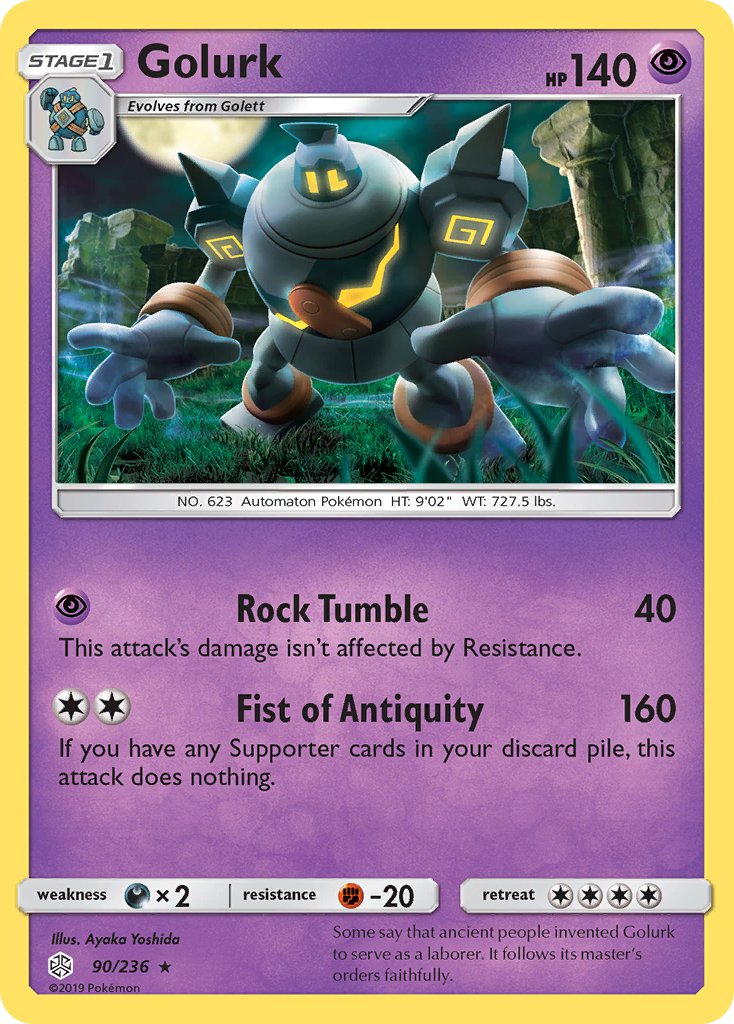 STAGE1
Golurk
HP 140
Evolves from Golett
NO. 623 Automaton Pokémon HT: 9'02" WT: 727.5 lbs.
Rock Tumble 40
This attack's damage isn't affected by Resistance.
Fist of Antiquity 160
If you have any Supporter cards in your discard pile, this
attack does nothing.
weakness ×2 resistance -20 retreat
Illus. Ayaka Yoshida
90/236
©2019 Pokémon
Some say that ancient people invented Golurk
to serve as a laborer. It follows its master's
orders faithfully.